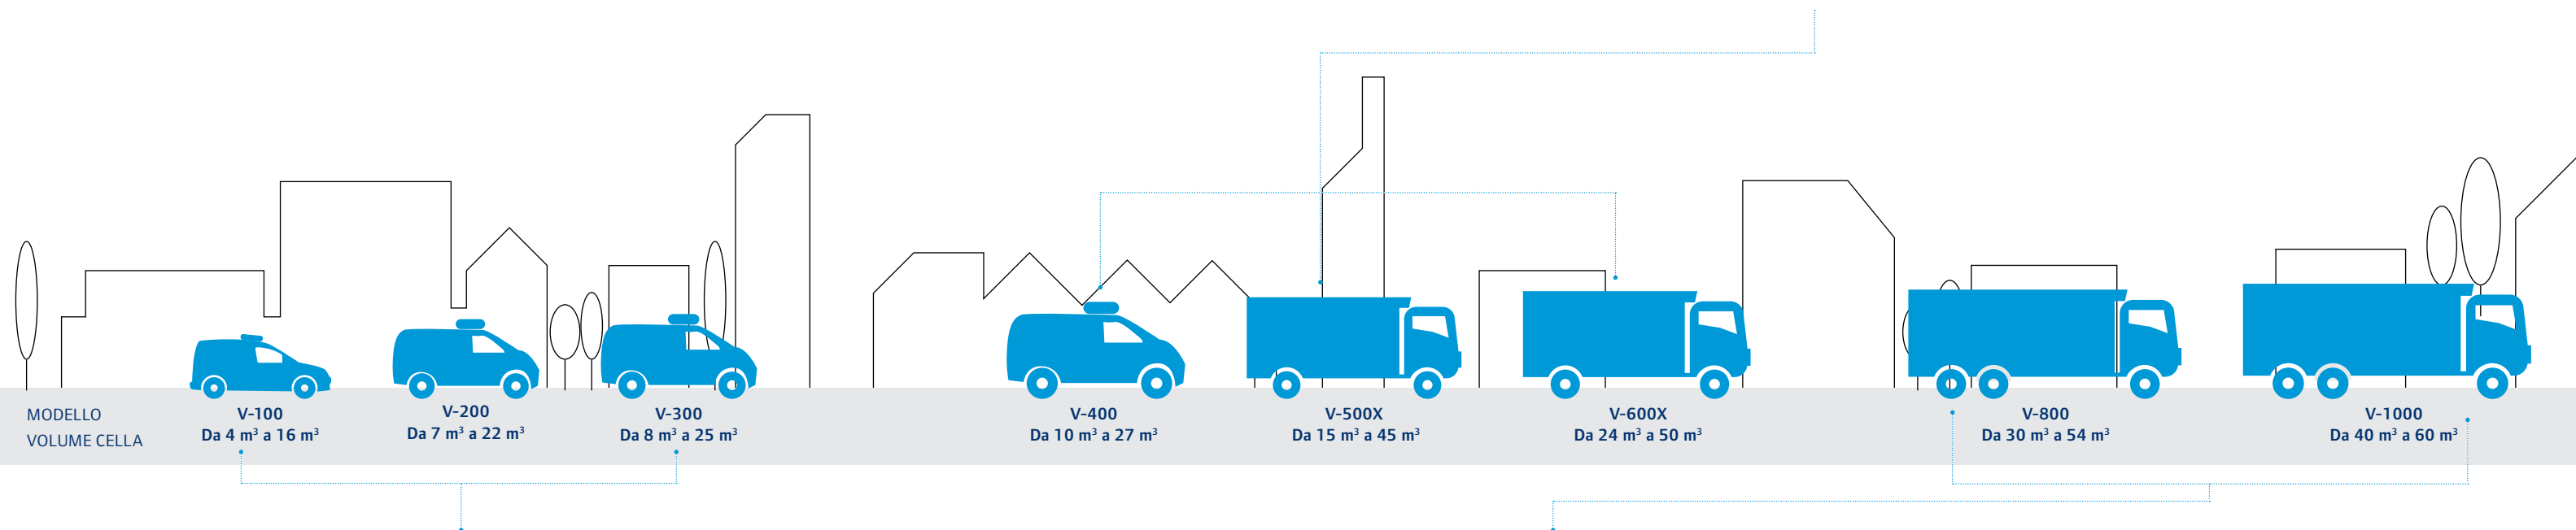 MODELLO
VOLUME CELLA
V-100
Da 4 m³ a 16 m³
V-200
Da 7 m³ a 22 m³
V-300
Da 8 m³ a 25 m³
V-400
Da 10 m³ a 27 m³
V-500X
Da 15 m³ a 45 m³
V-600X
Da 24 m³ a 50 m³
V-800
Da 30 m³ a 54 m³
V-1000
Da 40 m³ a 60 m³